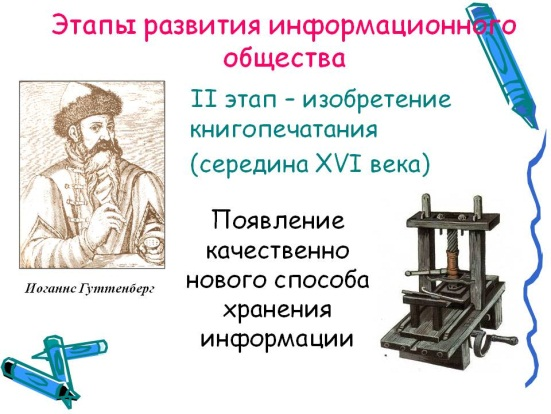 Этапы развития информационного
общества
II этап – изобретение
книгопечатания
(середина XVI века)
Появление
качественно
нового способа
хранения
информации
Иоганнс Гуттенберг